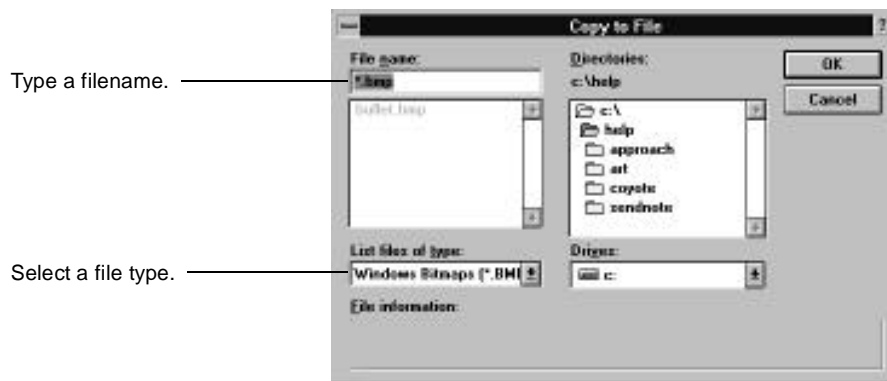 Copy to File
?
File name:
*.bmp
bullet.bmp
Directories:
c:\help
c:\
help
approach
art
coyote
sendnote
OK
Cancel
Type a filename.
List files of type:
Windows Bitmaps (*.BMP
Drives:
c:
Select a file type.
File information: